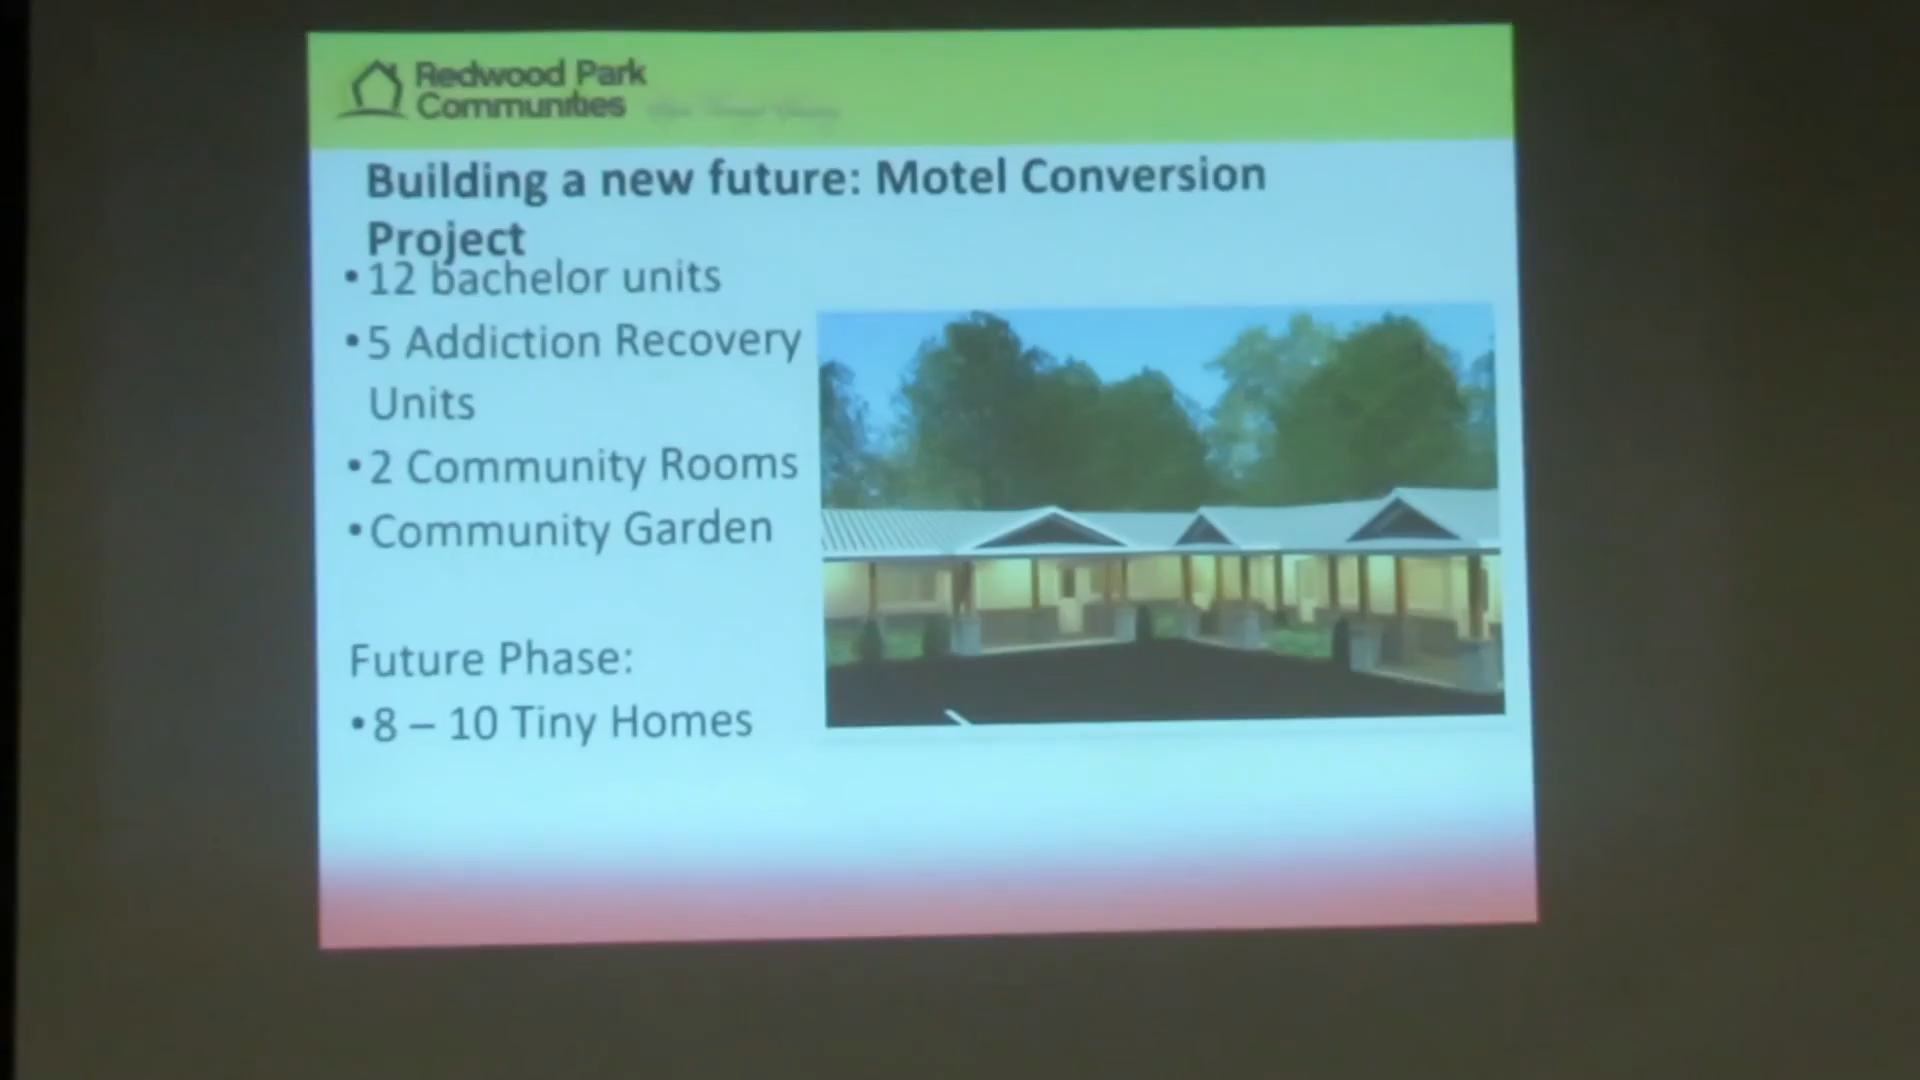 Redwood Park
Communities
Building a new future: Motel Conversion
Project
•12 bachelor units
•5 Addiction Recovery
Units
•2 Community Rooms
•Community Garden
Future Phase:
•8 – 10 Tiny Homes